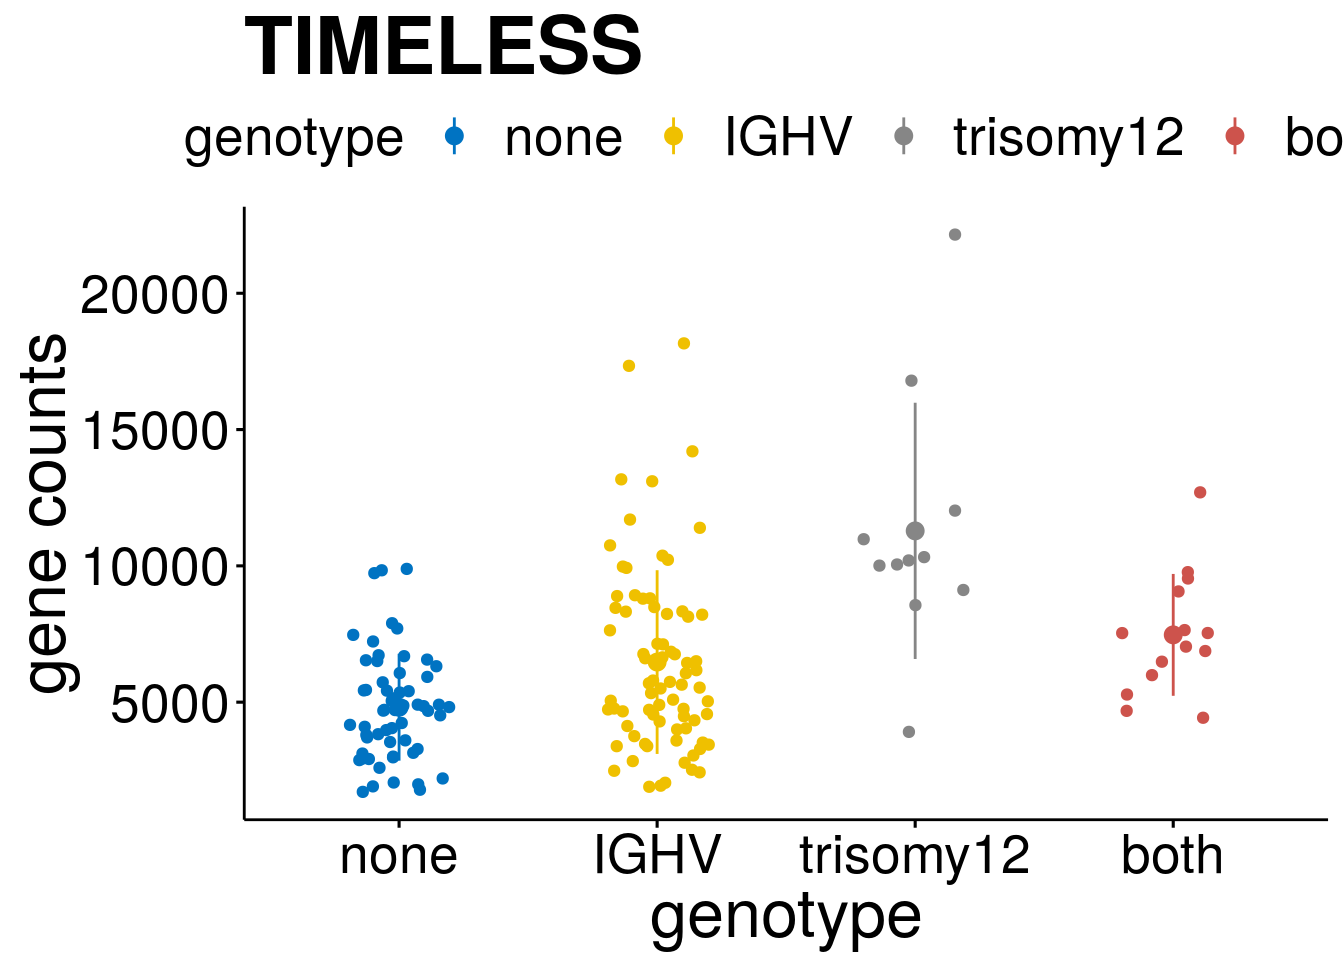 TIMELESS
genotype none IGHV trisomy12 bo
20000
15000
10000
5000
gene counts
none IGHV trisomy12 both
genotype